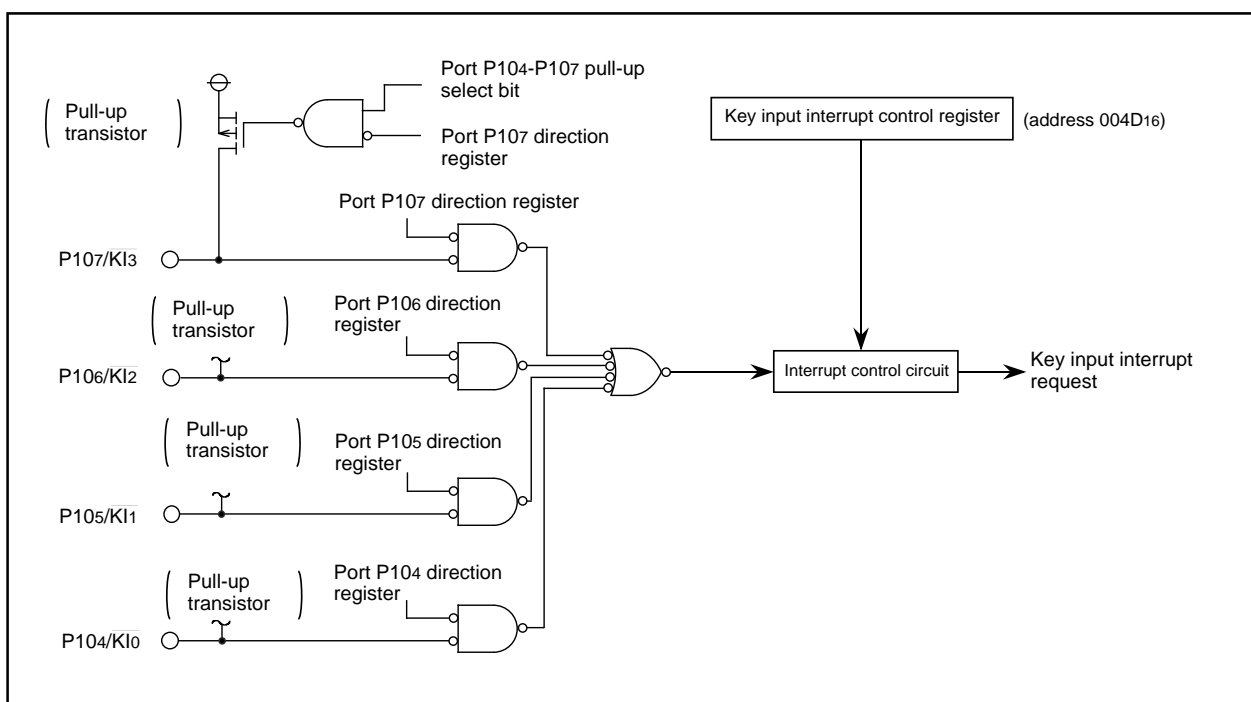 Port P104-P107 pull-up
select bit
Pull-up
transistor
Key input interrupt control register
(address 004D16)
Port P107 direction
register
Port P107 direction register
P107/KI3
Pull-up
transistor
Port P106 direction
register
P106/KI2
Interrupt control circuit
Key input interrupt
request
Pull-up
transistor
Port P105 direction
register
P105/KI1
Pull-up
transistor
Port P104 direction
register
P104/KI0